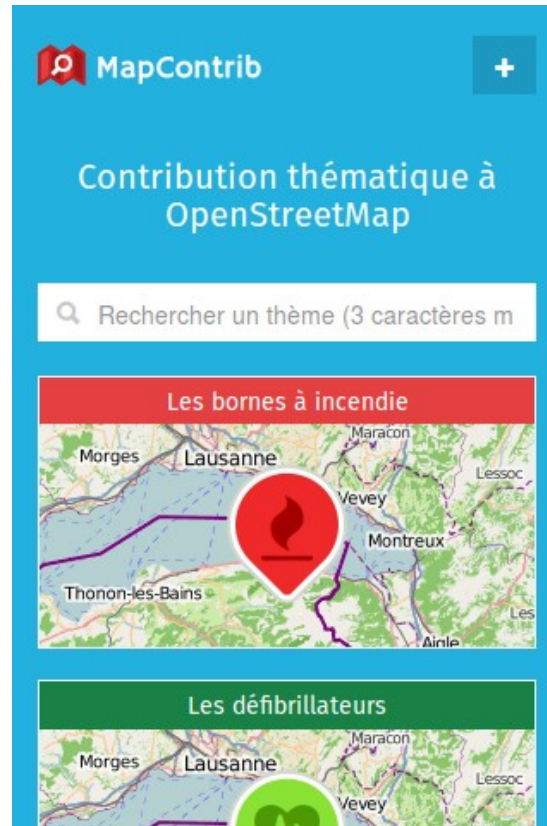 MapContrib
+
Contribution thématique à
OpenStreetMap
Rechercher un thème (3 caractères m
Les bornes à incendie
Maracon
Morges
Lausanne
Lessoc
Vevey
Montreux
Thonon-les-Bains
Les
Aigle
Les défibrillateurs
Maracon
Morges
Lausanne
Lessoc
Vevey